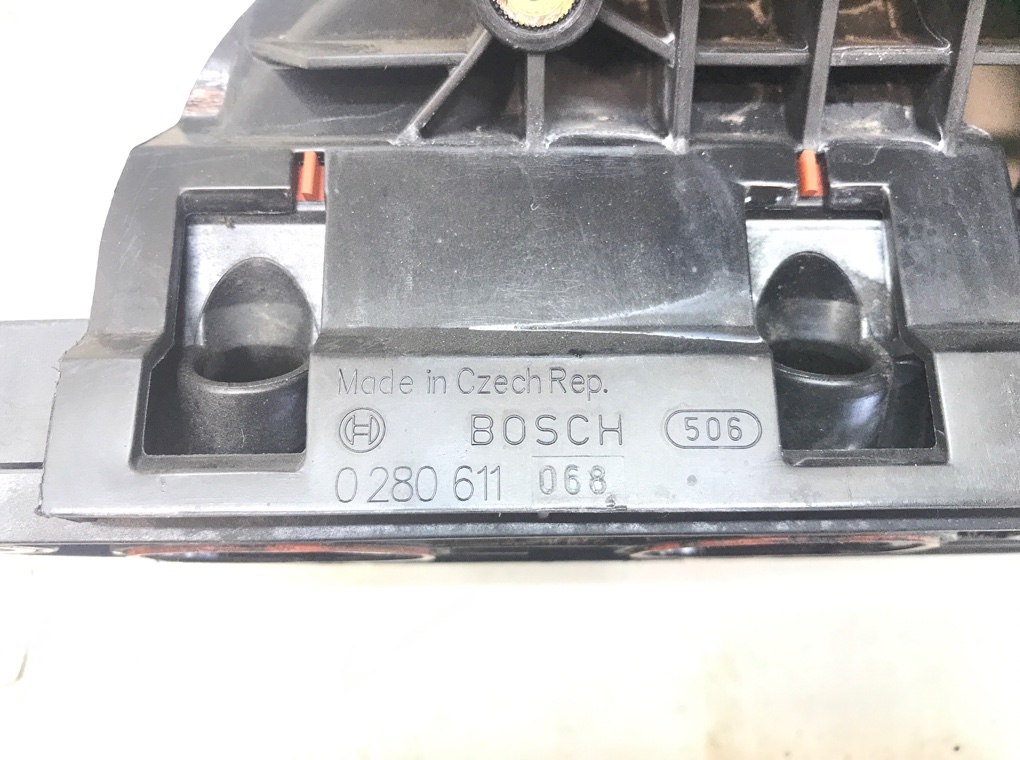 Made in Czech Rep.
BOSCH 506
0 280 611 068